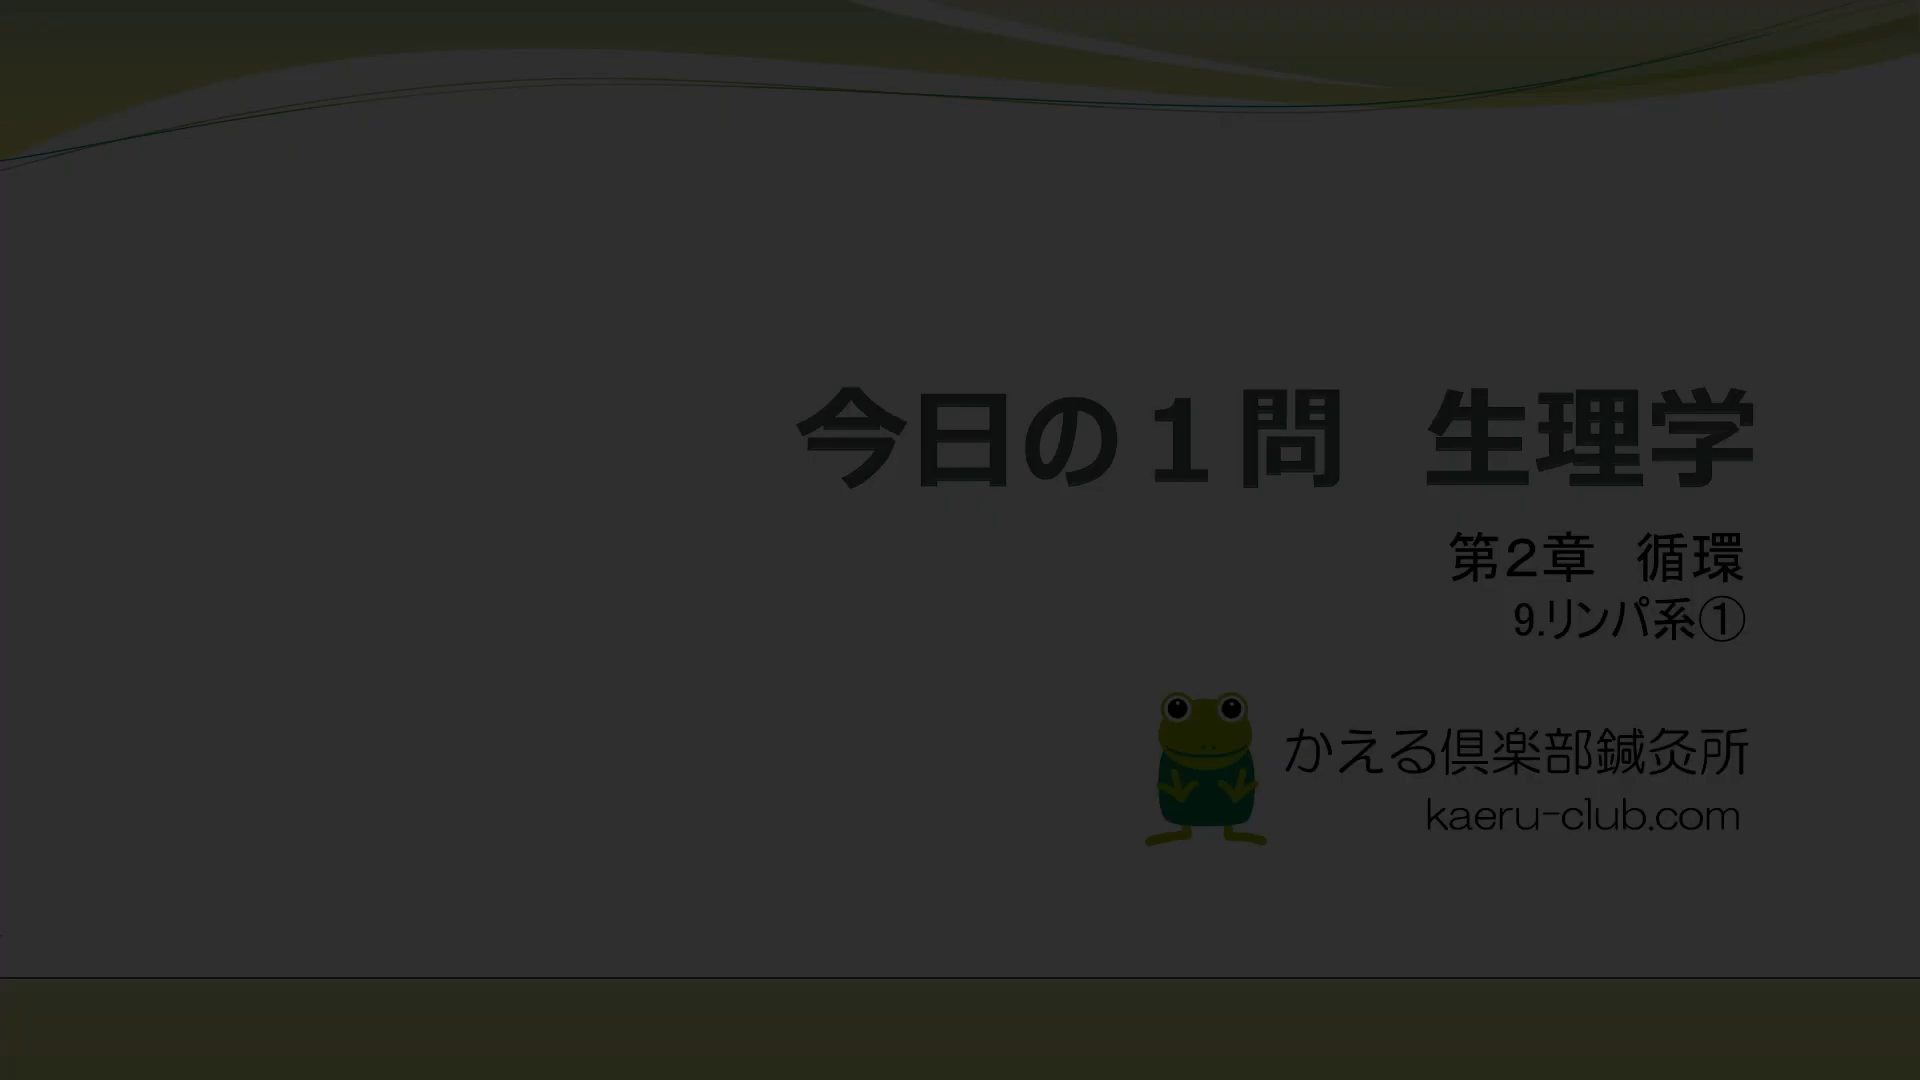 今日の１問　生理学
第２章　循環
9.リンパ系①
かえる倶楽部鍼灸所
kaeru-club.com